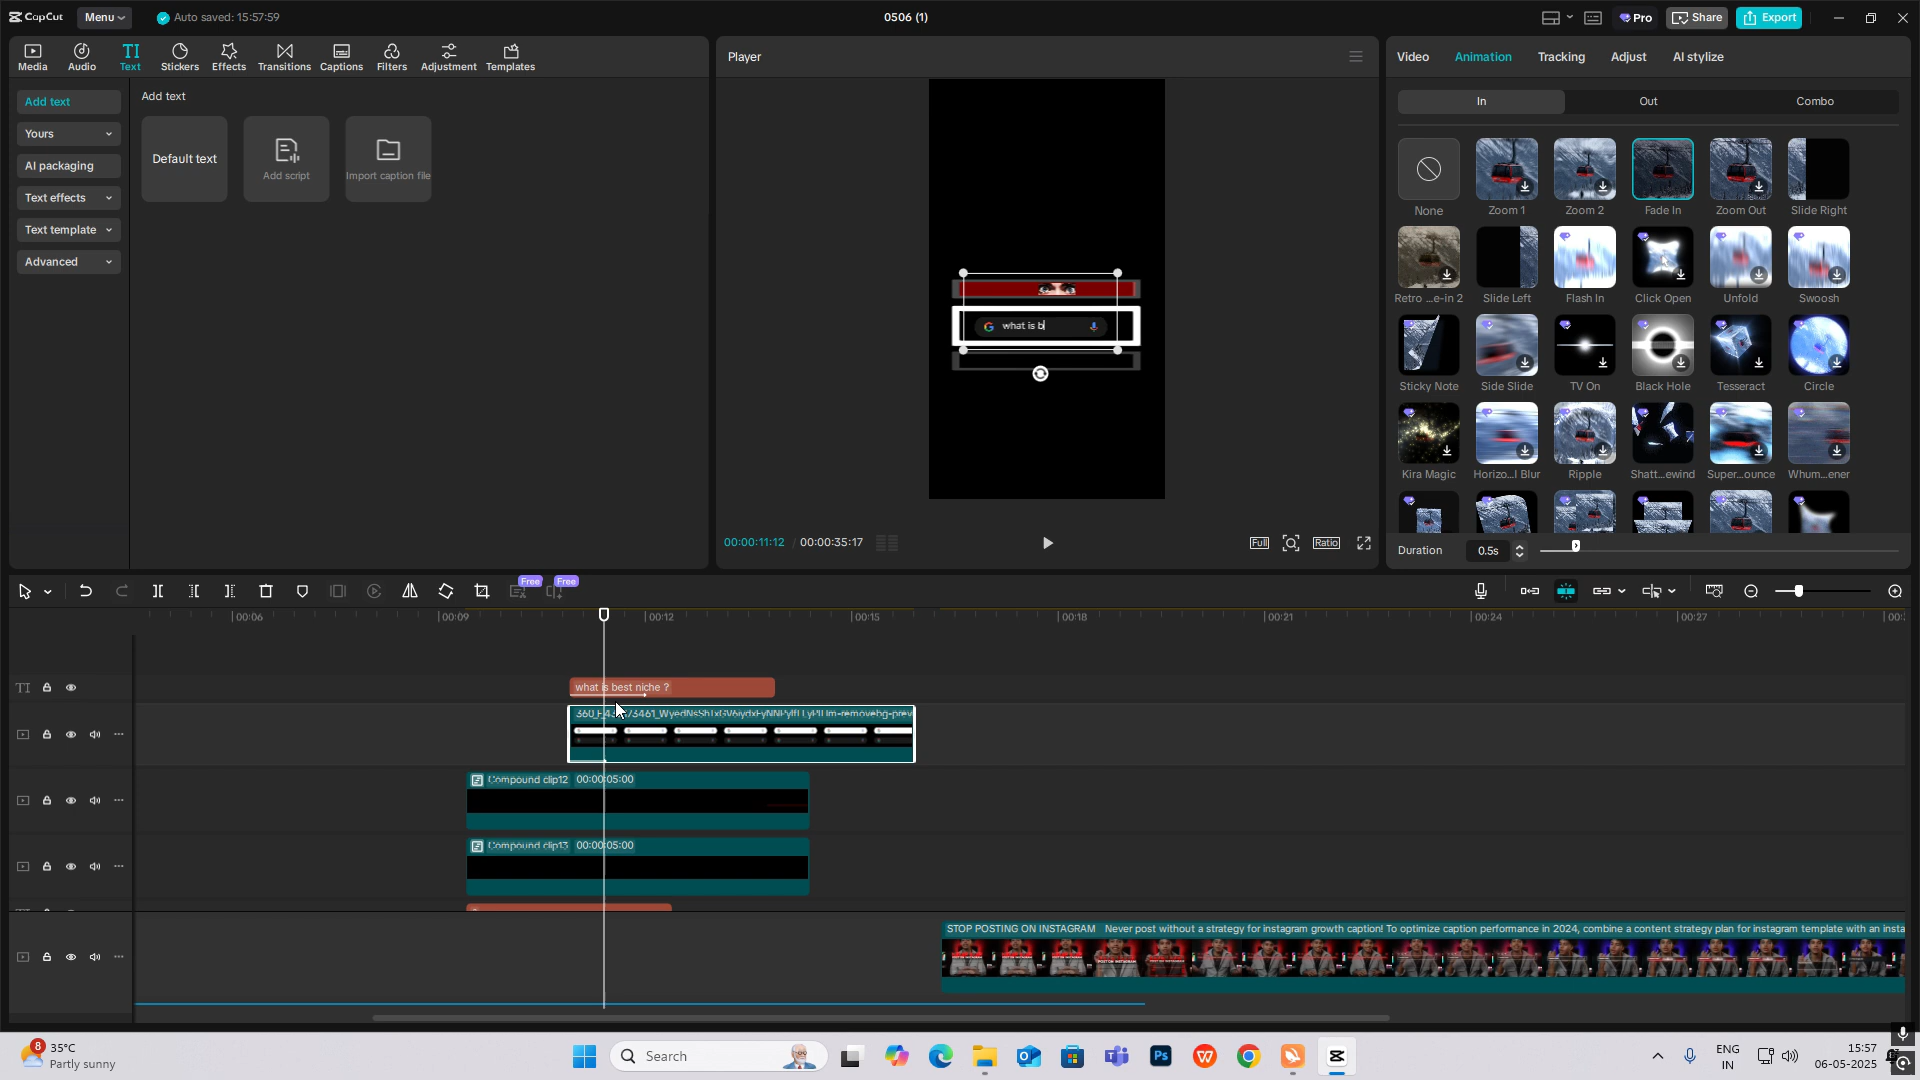 CapCut
Menu
Auto saved: 15:57:59
0506 (1)
Pro
Share
Export
Media
Audio
TI
Text
Stickers
Effects
Transitions
Captions
Filters
Adjustment
Templates
Add text
Yours
AI packaging
Text effects
Text template
Advanced
Add text
Default text
Add script
Import caption file
Player
what is b
00:00:11:12 / 00:00:35:17
Full
Ratio
Video
Animation
Tracking
Adjust
AI stylize
In
Out
Combo
None
Zoom 1
Zoom 2
Fade In
Zoom Out
Slide Right
Retro ...e-in 2
Slide Left
Flash In
Click Open
Unfold
Swoosh
Sticky Note
Side Slide
TV On
Black Hole
Tesseract
Circle
Kira Magic
Horizo...l Blur
Ripple
Shatt...ewind
Super...ounce
Whum...ener
Duration
0.5s
Free
Free
00:06
00:09
00:12
00:15
00:18
00:21
00:24
00:27
TI
what is best niche ?
Compound clip12 00:00:05:00
Compound clip13 00:00:05:00
STOP POSTING ON INSTAGRAM Never post without a strategy for instagram growth caption! To optimize caption performance in 2024, combine a content strategy plan for instagram template with an insta
8
35°C
Partly sunny
Search
Ps
ENG
IN
15:57
06-05-2025